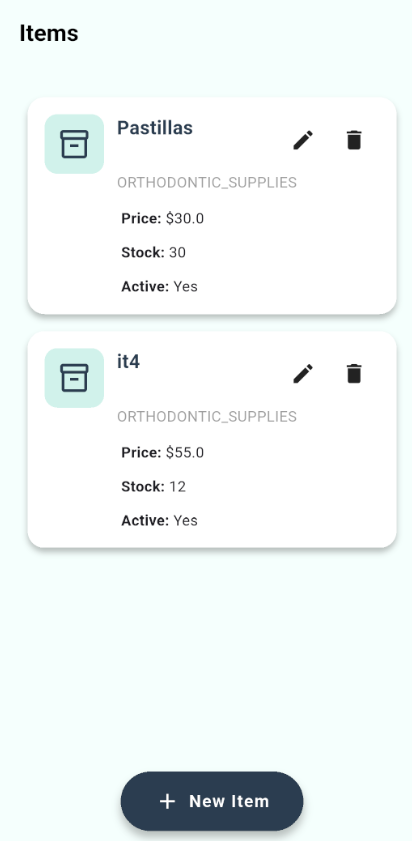 Items
Pastillas
ORTHODONTIC_SUPPLIES
Price: $30.0
Stock: 30
Active: Yes
it4
ORTHODONTIC_SUPPLIES
Price: $55.0
Stock: 12
Active: Yes
+ New Item